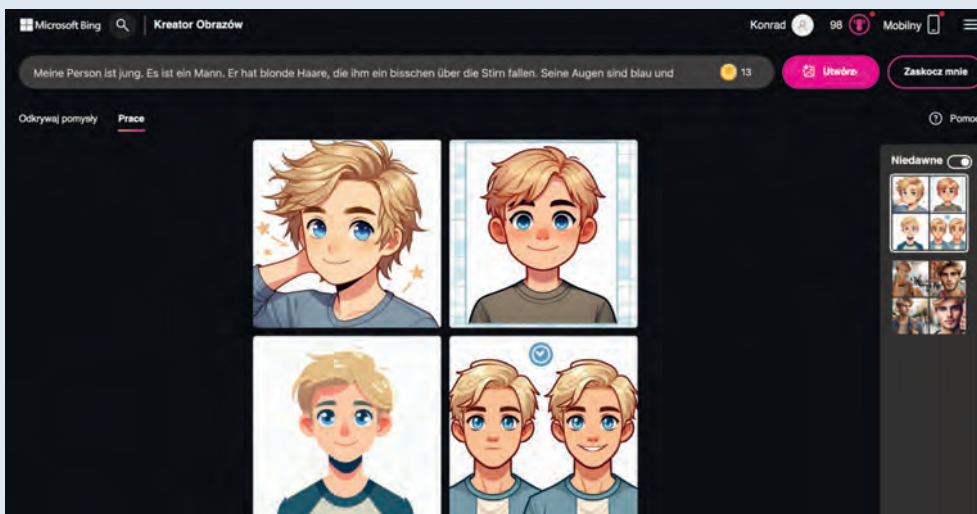 Microsoft Bing
Kreator Obrazów
Konrad
98
Mobilny
Meine Person ist jung. Es ist ein Mann. Er hat blonde Haare, die ihm ein bisschen über die Stirn fallen. Seine Augen sind blau und
13
Utwórz
Zaskocz mnie
Odkrywaj pomysły
Prace
Pomoc
Niedawne